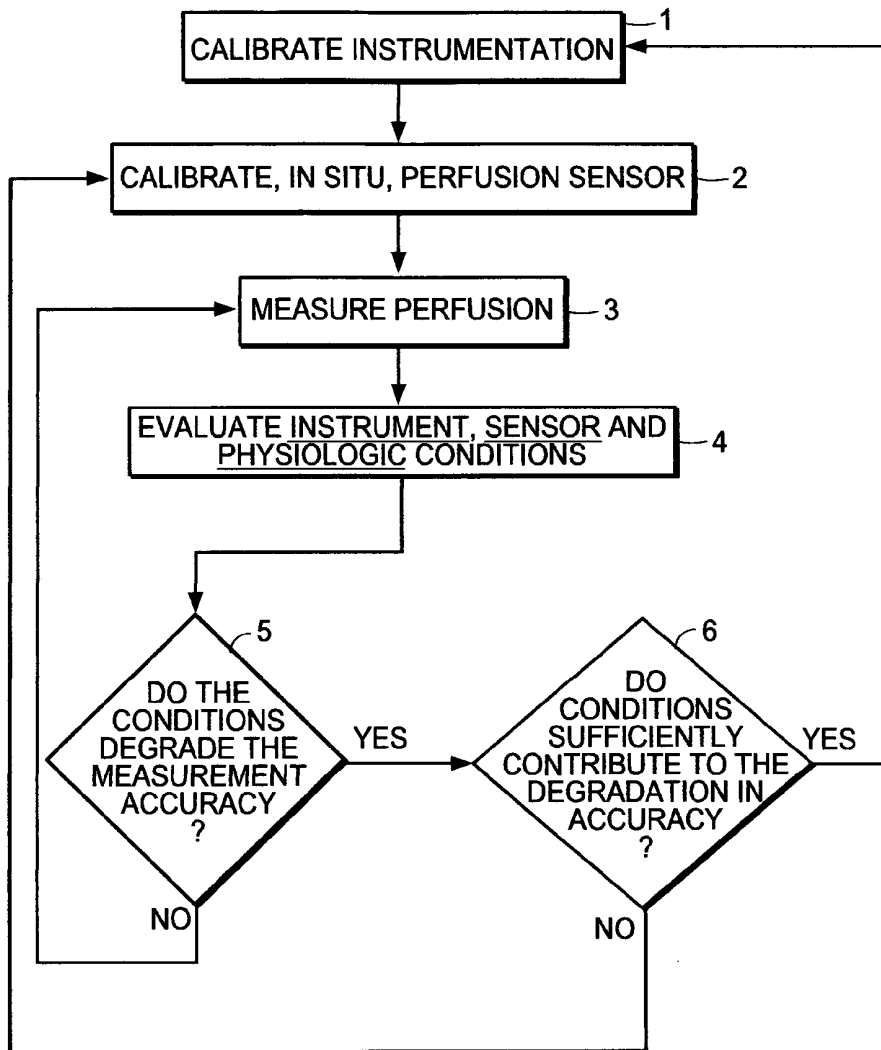 1
CALIBRATE INSTRUMENTATION
CALIBRATE, IN SITU, PERFUSION SENSOR
2
MEASURE PERFUSION
3
EVALUATE INSTRUMENT, SENSOR AND
PHYSIOLOGIC CONDITIONS
4
5
DO THE
CONDITIONS
DEGRADE THE
MEASUREMENT
ACCURACY
?
YES
NO
6
DO
CONDITIONS
SUFFICIENTLY
CONTRIBUTE TO THE
DEGRADATION IN
ACCURACY
?
YES
NO